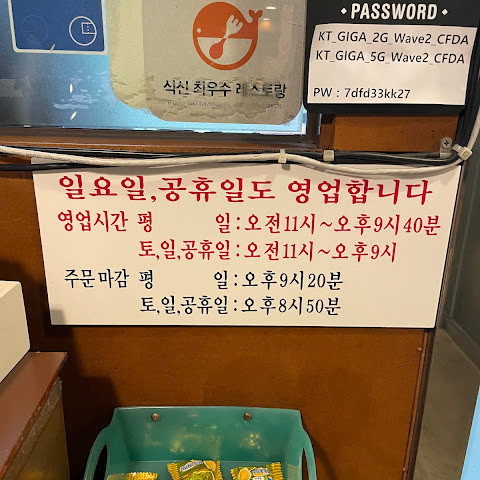 · PASSWORD ·
KT_GIGA_2G_Wave2_CFDA
KT_GIGA_5G_Wave2_CFDA
PW : 7dfd33kk27
식신 최우수 레스토랑
일요일,공휴일도 영업합니다
영업시간 평 일:오전11시~오후9시40분
토,일,공휴일:오전11시~오후9시
주문마감 평 일:오후9시20분
토,일,공휴일:오후8시50분